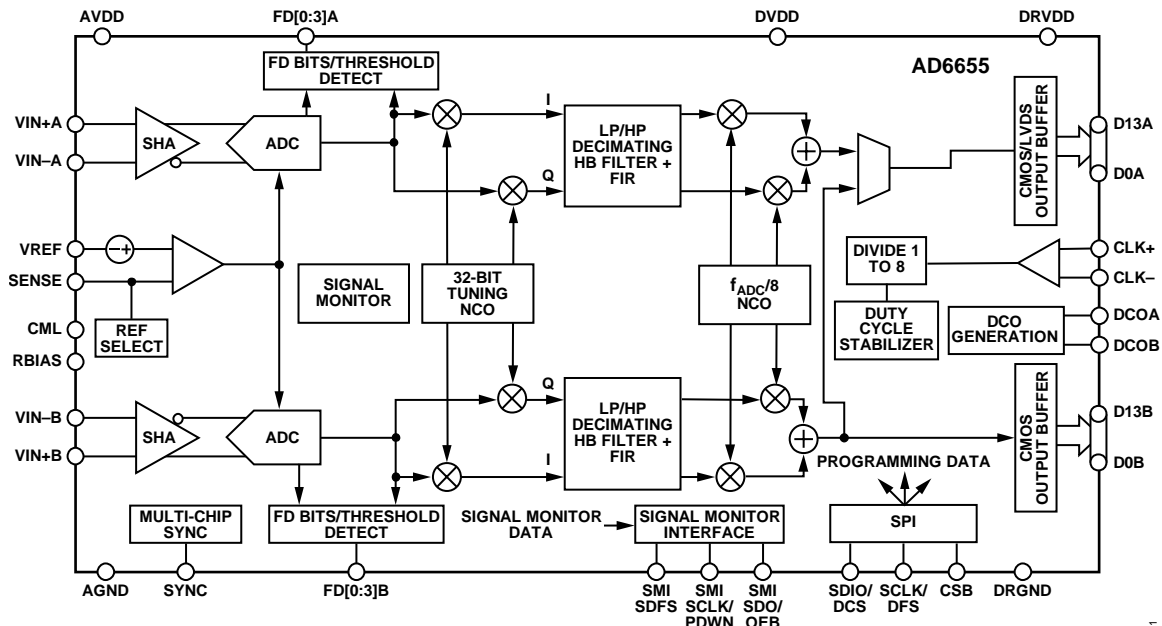 AVDD
FD[0:3]A
DVDD
DRVDD
AD6655
FD BITS/THRESHOLD
DETECT
VIN+A
VIN–A
SHA
ADC
I
Q
LP/HP
DECIMATING
HB FILTER +
FIR
CMOS/LVDS
OUTPUT BUFFER
D13A
D0A
VREF
SENSE
CML
RBIAS
REF
SELECT
SIGNAL
MONITOR
32-BIT
TUNING
NCO
fADC/8
NCO
DIVIDE 1
TO 8
DUTY
CYCLE
STABILIZER
DCO
GENERATION
CLK+
CLK–
DCOA
DCOB
VIN–B
VIN+B
SHA
ADC
Q
I
LP/HP
DECIMATING
HB FILTER +
FIR
CMOS
OUTPUT BUFFER
D13B
D0B
PROGRAMMING DATA
MULTI-CHIP
SYNC
FD BITS/THRESHOLD
DETECT
SIGNAL MONITOR
DATA
SIGNAL MONITOR
INTERFACE
SPI
AGND
SYNC
FD[0:3]B
SMI
SDFS
SMI
SCLK/
PDWN
SMI
SDO/
OEB
SDIO/
DCS
SCLK/
DFS
CSB
DRGND